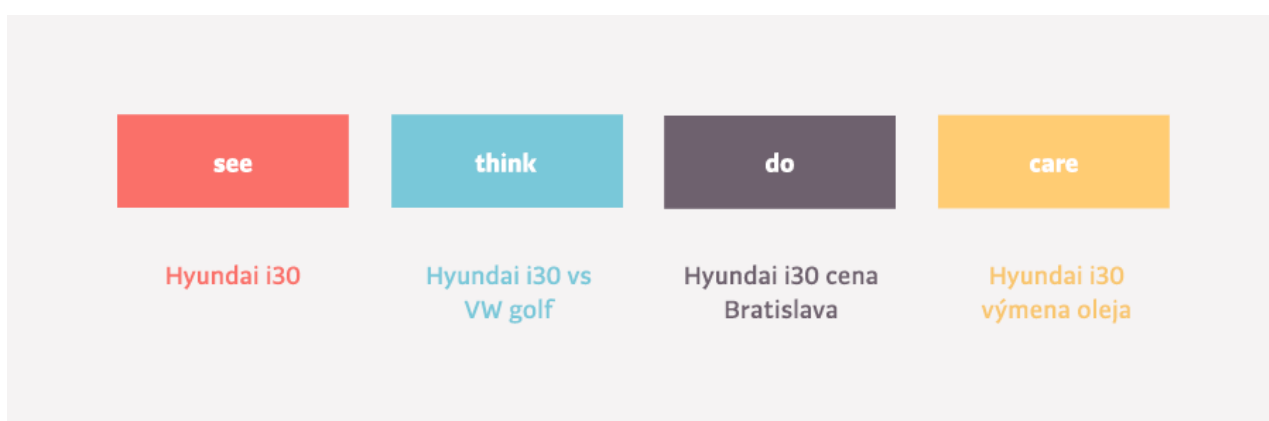 see
think
do
care
Hyundai i30
Hyundai i30 vs
VW golf
Hyundai i30 cena
Bratislava
Hyundai i30
výmena oleja